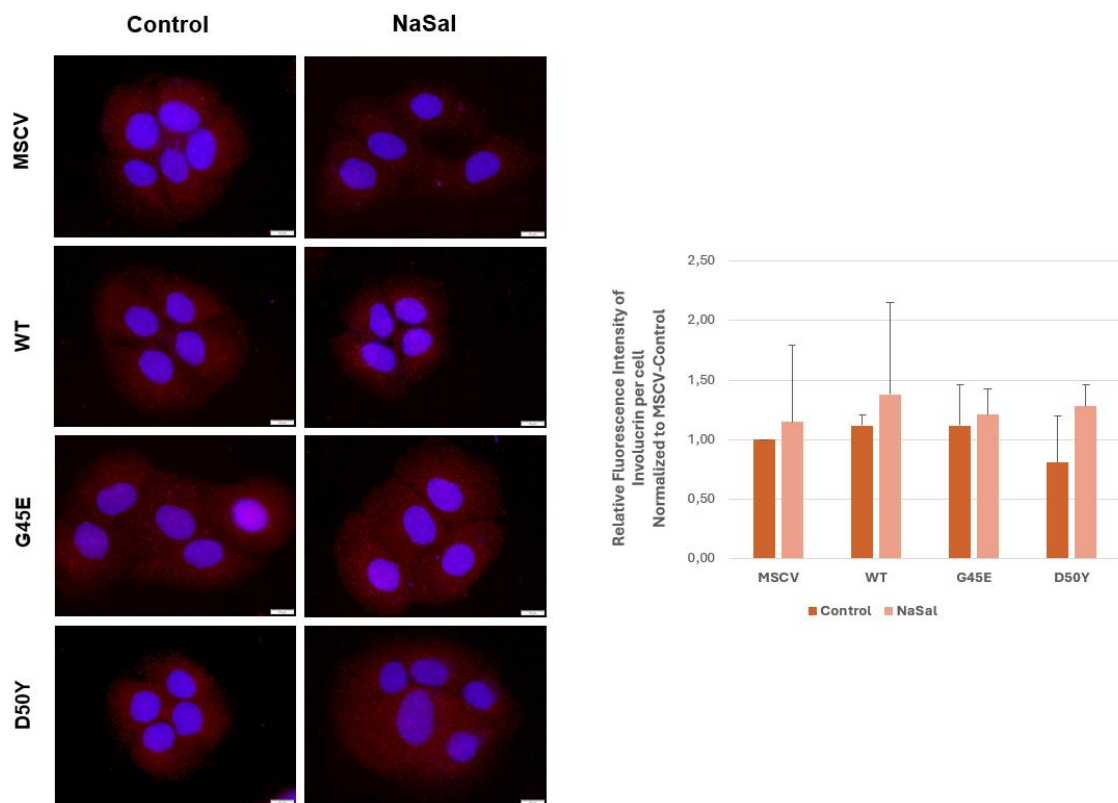 Control NaSal
MSCV
WT
G45E
D50Y
Relative Fluorescence Intensity of
Involucrin per cell
Normalized to MSCV-Control
2,50
2,00
1,50
1,00
0,50
0,00
MSCV WT G45E D50Y
Control NaSal